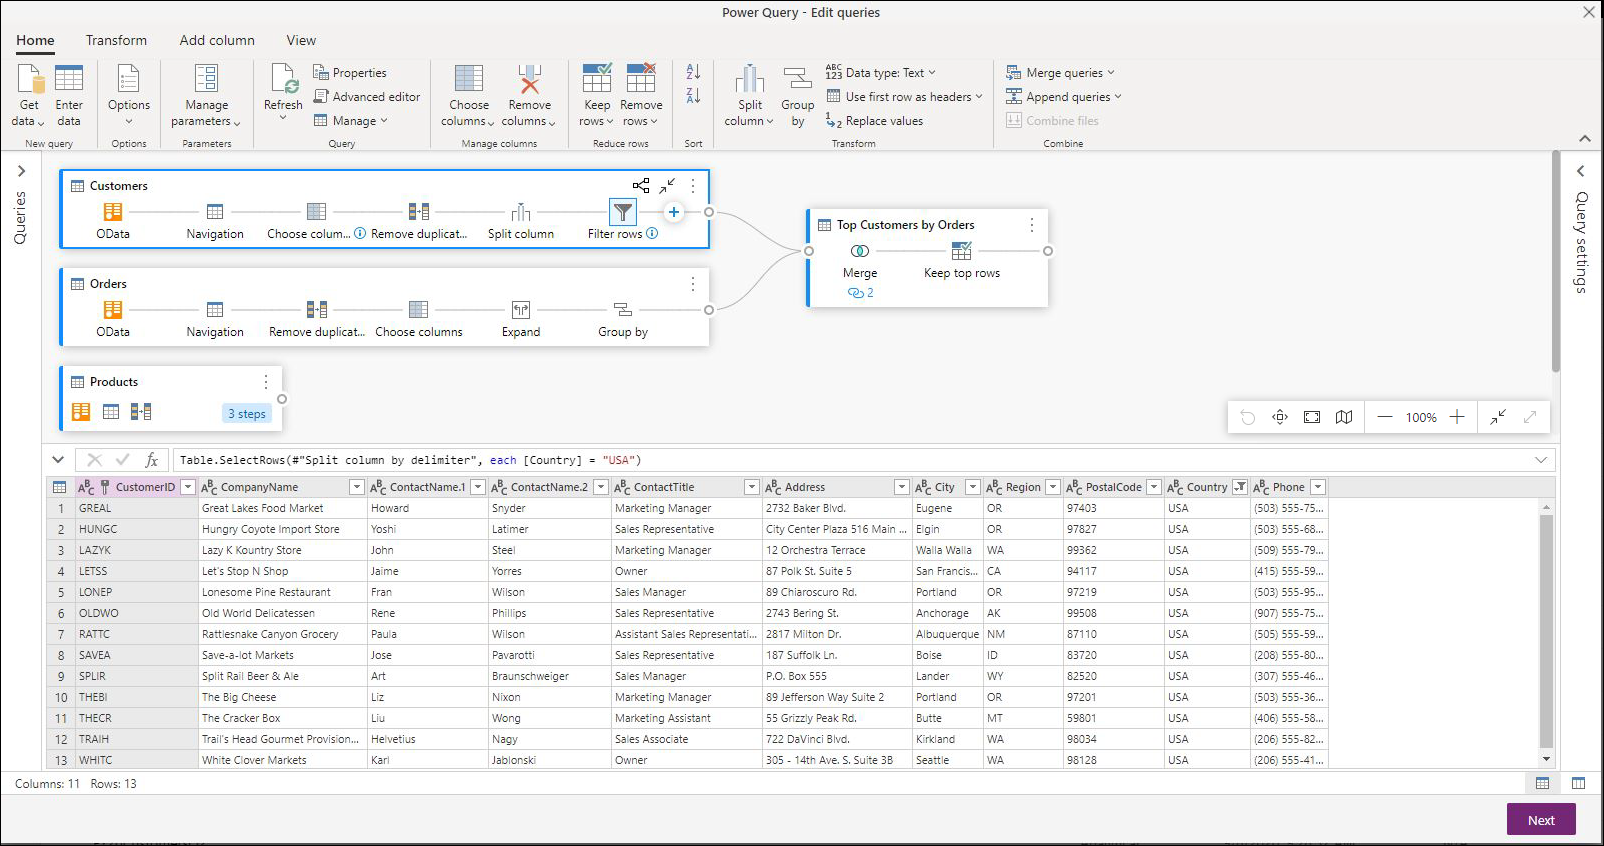 Power Query - Edit queries
Home Transform Add column View
Get data
Enter data
Options
Manage parameters
Refresh
Properties
Advanced editor
Manage
Choose columns
Remove columns
Keep rows
Remove rows
Split column
Group by
Data type: Text
Use first row as headers
Replace values
Merge queries
Append queries
Combine files
New query Options Parameters Query Manage columns Reduce rows Sort Transform Combine
Queries
Customers
OData Navigation Choose colum... Remove duplicat... Split column Filter rows
Orders
OData Navigation Remove duplicat... Choose columns Expand Group by
Products
3 steps
Top Customers by Orders
Merge Keep top rows
2
Query settings
100%
fx Table.SelectRows(#"Split column by delimiter", each [Country] = "USA")
CustomerID CompanyName ContactName.1 ContactName.2 ContactTitle Address City Region PostalCode Country Phone
1 GREAL Great Lakes Food Market Howard Snyder Marketing Manager 2732 Baker Blvd. Eugene OR 97403 USA (503) 555-75...
2 HUNGC Hungry Coyote Import Store Yoshi Latimer Sales Representative City Center Plaza 516 Main ... Elgin OR 97827 USA (503) 555-68...
3 LAZYK Lazy K Kountry Store John Steel Marketing Manager 12 Orchestra Terrace Walla Walla WA 99362 USA (509) 555-79...
4 LETSS Let's Stop N Shop Jaime Yorres Owner 87 Polk St. Suite 5 San Francis... CA 94117 USA (415) 555-59...
5 LONEP Lonesome Pine Restaurant Fran Wilson Sales Manager 89 Chiaroscuro Rd. Portland OR 97219 USA (503) 555-95...
6 OLDWO Old World Delicatessen Rene Phillips Sales Representative 2743 Bering St. Anchorage AK 99508 USA (907) 555-75...
7 RATTC Rattlesnake Canyon Grocery Paula Wilson Assistant Sales Representati... 2817 Milton Dr. Albuquerque NM 87110 USA (505) 555-59...
8 SAVEA Save-a-lot Markets Jose Pavarotti Sales Representative 187 Suffolk Ln. Boise ID 83720 USA (208) 555-80...
9 SPLIR Split Rail Beer & Ale Art Braunschweiger Sales Manager P.O. Box 555 Lander WY 82520 USA (307) 555-46...
10 THEBI The Big Cheese Liz Nixon Marketing Manager 89 Jefferson Way Suite 2 Portland OR 97201 USA (503) 555-36...
11 THECR The Cracker Box Liu Wong Marketing Assistant 55 Grizzly Peak Rd. Butte MT 59801 USA (406) 555-58...
12 TRAIH Trail's Head Gourmet Provision... Helvetius Nagy Sales Associate 722 DaVinci Blvd. Kirkland WA 98034 USA (206) 555-82...
13 WHITC White Clover Markets Karl Jablonski Owner 305 - 14th Ave. S. Suite 3B Seattle WA 98128 USA (206) 555-41...
Columns: 11 Rows: 13
Next